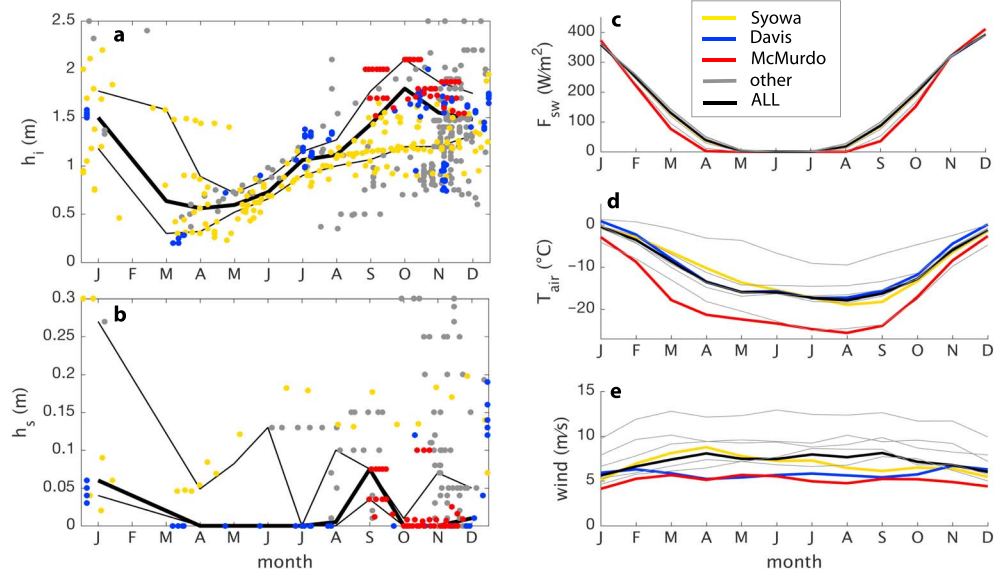 a
h_i (m)
2.5
2
1.5
1
0.5
0
J F M A M J J A S O N D
b
h_s (m)
0.3
0.25
0.2
0.15
0.1
0.05
0
J F M A M J J A S O N D
month
c
Syowa
Davis
McMurdo
other
ALL
F_sw (W/m²)
400
300
200
100
0
J F M A M J J A S O N D
d
T_air (°C)
0
−10
−20
J F M A M J J A S O N D
e
wind (m/s)
15
10
5
0
J F M A M J J A S O N D
month